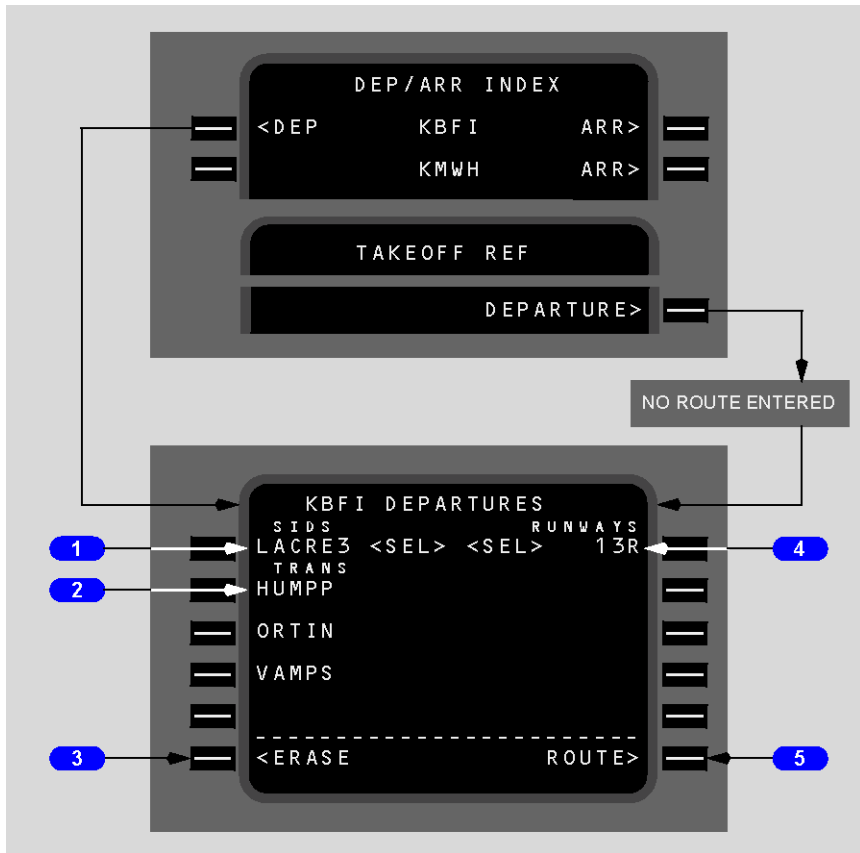 DEP/ARR INDEX
<DEP KBFI ARR>
KMWH ARR>
TAKEOFF REF
DEPARTURE>
NO ROUTE ENTERED
KBFI DEPARTURES
SIDS RUNWAYS
1 LACRE3 <SEL> <SEL> 13R 4
TRANS
2 HUMPP
ORTIN
VAMPS
3 <ERASE ROUTE> 5